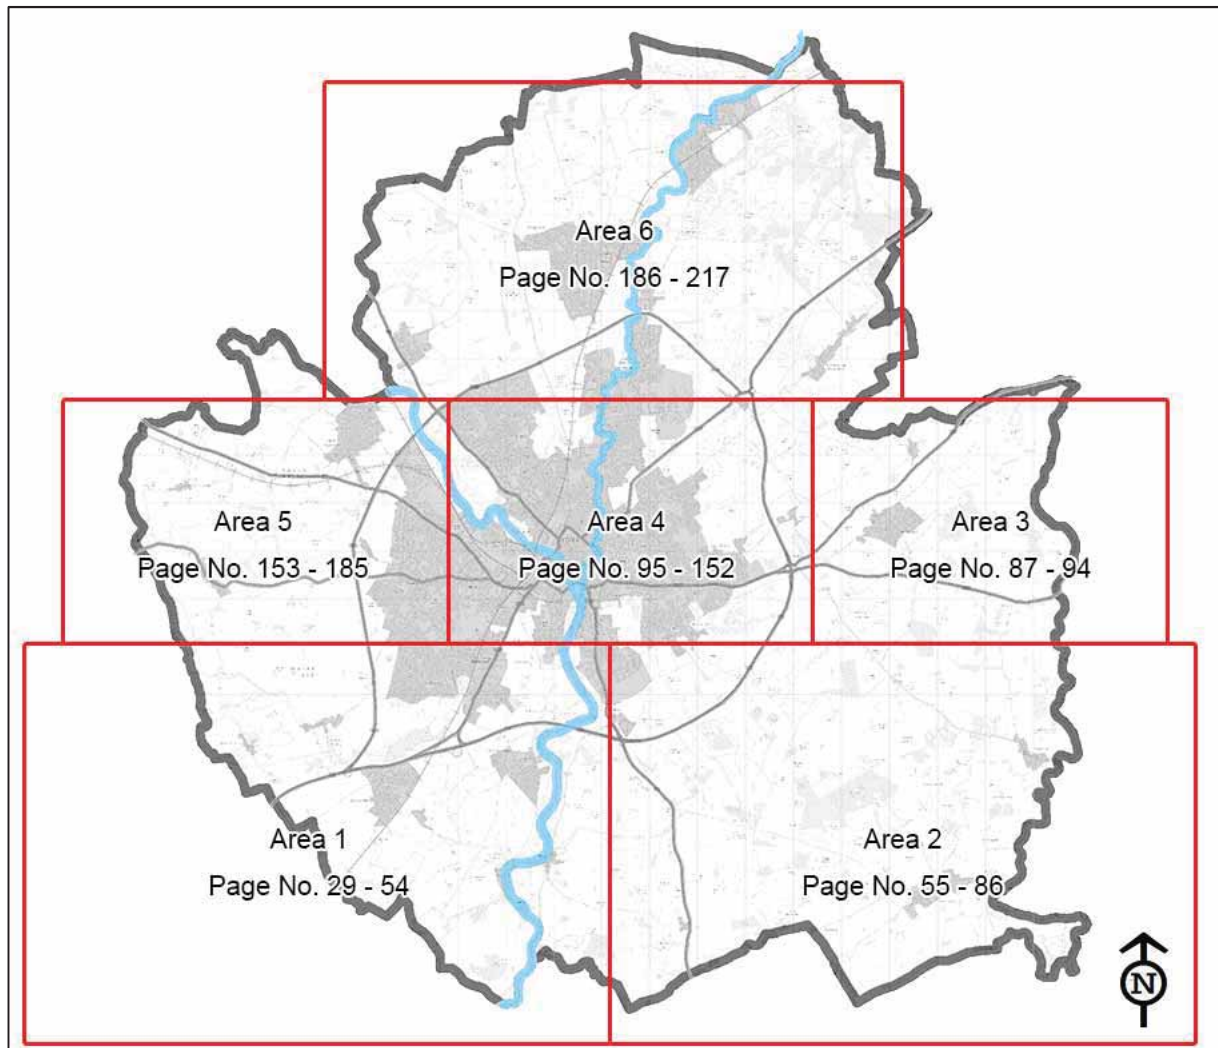 Area 6
Page No. 186 - 217
Area 5
Page No. 153 - 185
Area 4
Page No. 95 - 152
Area 3
Page No. 87 - 94
Area 1
Page No. 29 - 54
Area 2
Page No. 55 - 86
N